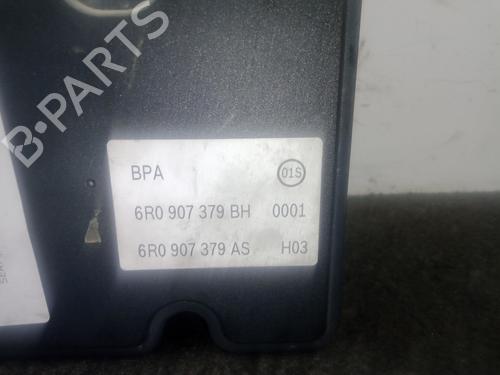 B-PARTS
BPA 01S
6R0 907 379 BH 0001
6R0 907 379 AS H03